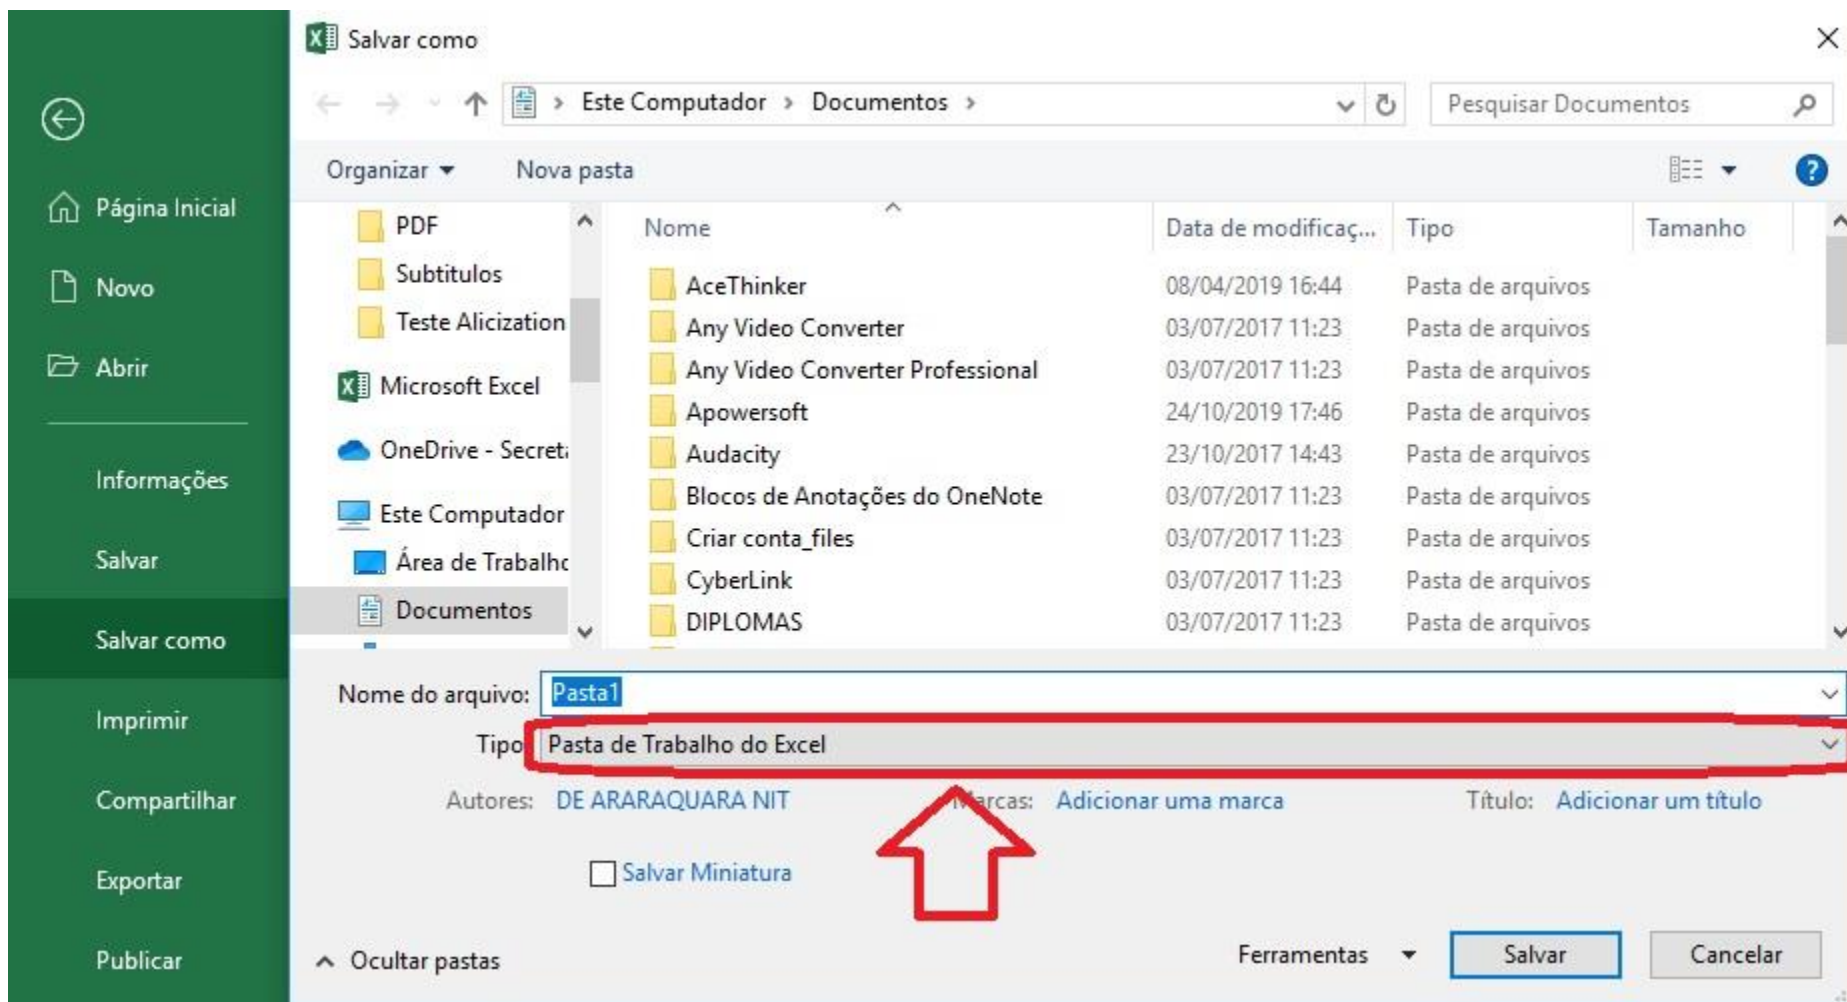 Salvar como
Este Computador > Documentos >
Pesquisar Documentos
Organizar
Nova pasta
Página Inicial
Novo
Abrir
Informações
Salvar
Salvar como
Imprimir
Compartilhar
Exportar
Publicar
PDF
Subtitulos
Teste Alicization
Microsoft Excel
OneDrive - Secret
Este Computador
Área de Trabalho
Documentos
Nome Data de modificaç... Tipo Tamanho
AceThinker 08/04/2019 16:44 Pasta de arquivos
Any Video Converter 03/07/2017 11:23 Pasta de arquivos
Any Video Converter Professional 03/07/2017 11:23 Pasta de arquivos
Apowersoft 24/10/2019 17:46 Pasta de arquivos
Audacity 23/10/2017 14:43 Pasta de arquivos
Blocos de Anotações do OneNote 03/07/2017 11:23 Pasta de arquivos
Criar conta_files 03/07/2017 11:23 Pasta de arquivos
CyberLink 03/07/2017 11:23 Pasta de arquivos
DIPLOMAS 03/07/2017 11:23 Pasta de arquivos
Nome do arquivo: Pasta1
Tipo Pasta de Trabalho do Excel
Autores: DE ARARAQUARA NIT Marcas: Adicionar uma marca Título: Adicionar um título
Salvar Miniatura
Ocultar pastas
Ferramentas Salvar Cancelar